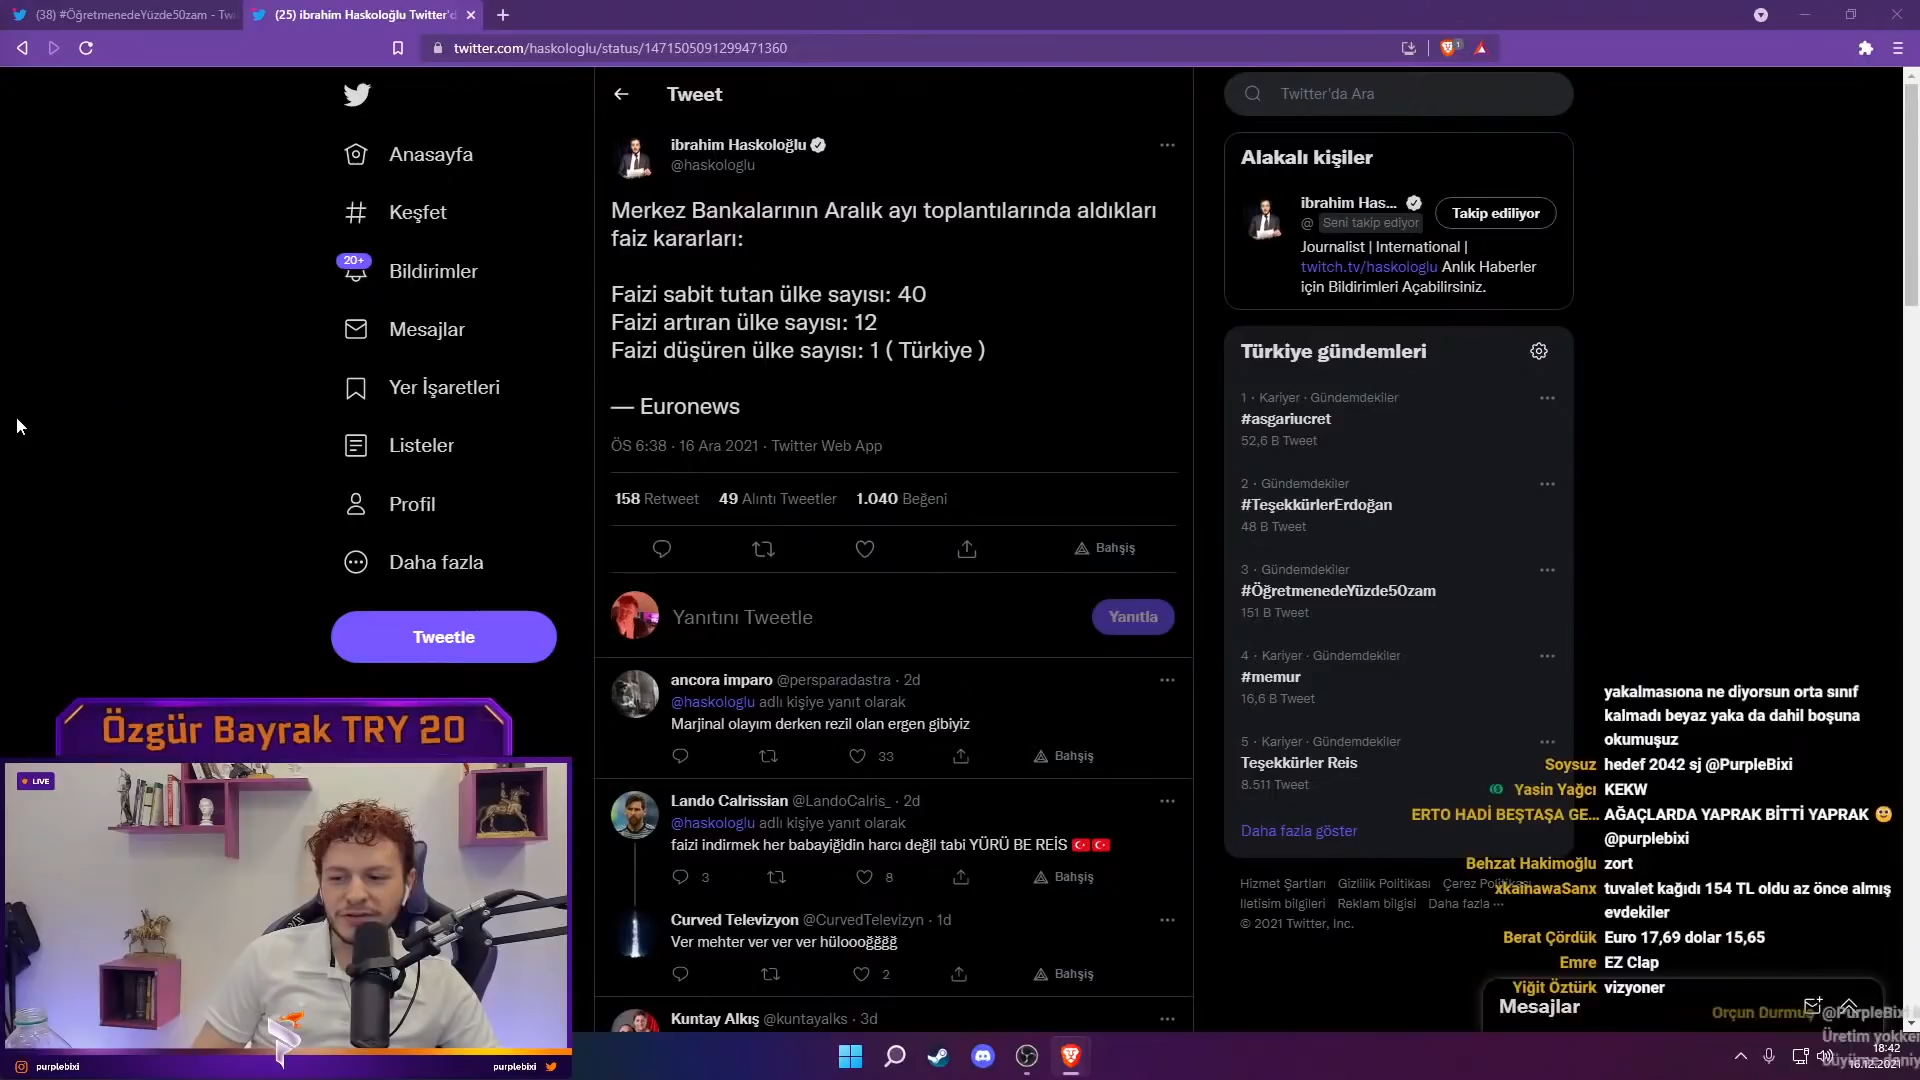 (38) #ÖğretmenedeYüzde50zam - Twi
(25) ibrahim Haskoloğlu Twitter'd
twitter.com/haskologlu/status/1471505091299471360
1
Anasayfa
Keşfet
20+
Bildirimler
Mesajlar
Yer İşaretleri
Listeler
Profil
Daha fazla
Tweetle
Tweet
ibrahim Haskoloğlu
@haskologlu
Merkez Bankalarının Aralık ayı toplantılarında aldıkları
faiz kararları:
Faizi sabit tutan ülke sayısı: 40
Faizi artıran ülke sayısı: 12
Faizi düşüren ülke sayısı: 1 ( Türkiye )
— Euronews
ÖS 6:38 · 16 Ara 2021 · Twitter Web App
158 Retweet 49 Alıntı Tweetler 1.040 Beğeni
Bahşiş
Yanıtını Tweetle
Yanıtla
ancora imparo @persparadastra · 2d
@haskologlu adlı kişiye yanıt olarak
Marjinal olayım derken rezil olan ergen gibiyiz
33 Bahşiş
Lando Calrissian @LandoCalris_ · 2d
@haskologlu adlı kişiye yanıt olarak
faizi indirmek her babayiğidin harcı değil tabi YÜRÜ BE REİS 🇹🇷🇹🇷
3 8 Bahşiş
Curved Televizyon @CurvedTelevizyn · 1d
Ver mehter ver ver ver hüloooğğğğ
2 Bahşiş
Kuntay Alkış @kuntayalks · 3d
Twitter'da Ara
Alakalı kişiler
ibrahim Has...
@ Seni takip ediyor
Takip ediliyor
Journalist | International |
twitch.tv/haskologlu Anlık Haberler
için Bildirimleri Açabilirsiniz.
Türkiye gündemleri
1 · Kariyer · Gündemdekiler
#asgariucret
52,6 B Tweet
2 · Gündemdekiler
#TeşekkürlerErdoğan
48 B Tweet
3 · Gündemdekiler
#ÖğretmenedeYüzde50zam
151 B Tweet
4 · Kariyer · Gündemdekiler
#memur
16,6 B Tweet
5 · Kariyer · Gündemdekiler
Teşekkürler Reis
8.511 Tweet
Daha fazla göster
Hizmet Şartları Gizlilik Politikası Çerez
İletişim bilgileri Reklam bilgisi Daha fazla ···
© 2021 Twitter, Inc.
yakalmasıona ne diyorsun orta sınıf
kalmadı beyaz yaka da dahil boşuna
okumuşuz
Soysuz hedef 2042 sj @PurpleBixi
Yasin Yağcı KEKW
ERTO HADİ BEŞTAŞA GE... AĞAÇLARDA YAPRAK BİTTİ YAPRAK 🙂
@purplebixi
Behzat Hakimoğlu zort
xkainawaSanx tuvalet kağıdı 154 TL oldu az önce almış
evdekiler
Berat Çördük Euro 17,69 dolar 15,65
Emre EZ Clap
Yiğit Öztürk vizyoner
Mesajlar
@PurpleBixi
Üretim yokken
18:42
16.12.2021
Özgür Bayrak TRY 20
LIVE
purplebixi
purplebixi